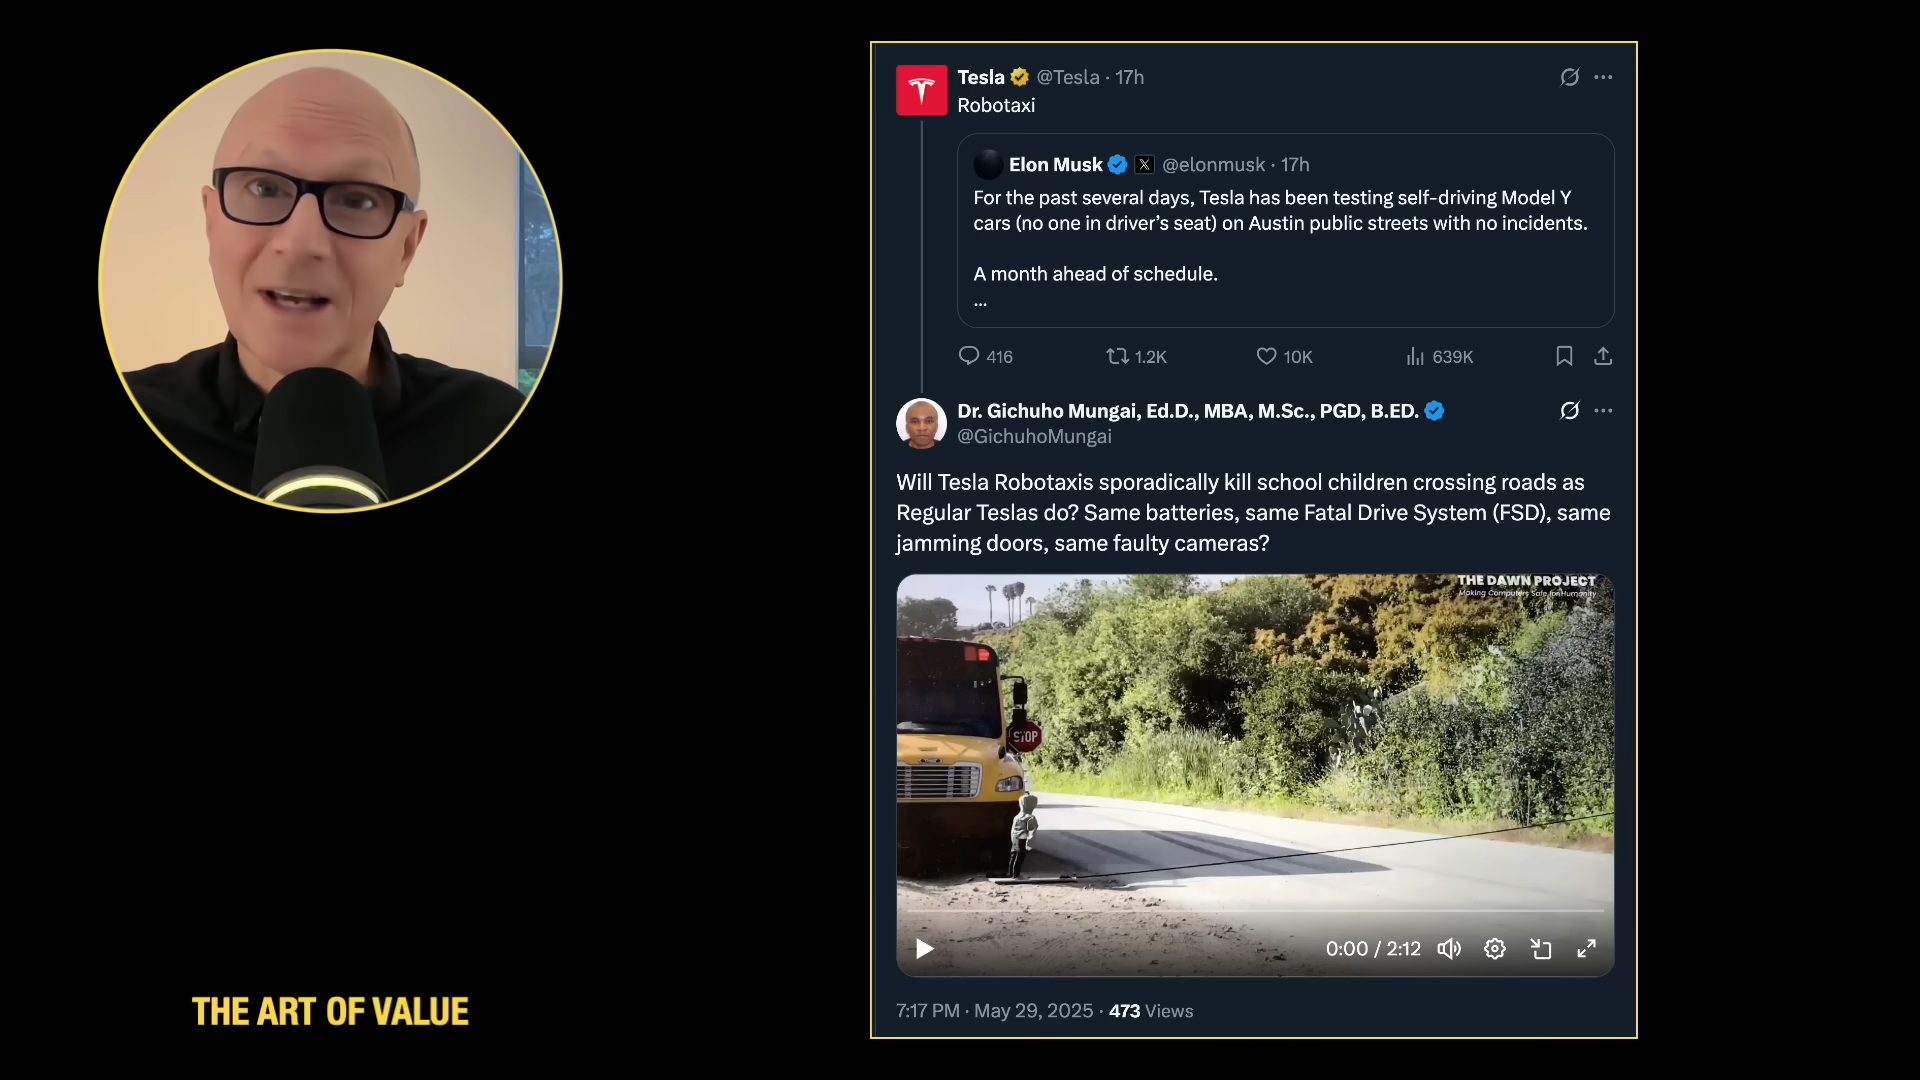 Tesla @Tesla · 17h
Robotaxi
Elon Musk X @elonmusk · 17h
For the past several days, Tesla has been testing self-driving Model Y
cars (no one in driver’s seat) on Austin public streets with no incidents.
A month ahead of schedule.
...
416 1.2K 10K 639K
Dr. Gichuho Mungai, Ed.D., MBA, M.Sc., PGD, B.ED.
@GichuhoMungai
Will Tesla Robotaxis sporadically kill school children crossing roads as
Regular Teslas do? Same batteries, same Fatal Drive System (FSD), same
jamming doors, same faulty cameras?
THE DAWN PROJECT
Making Computers Safe for Humanity
STOP
0:00 / 2:12
7:17 PM · May 29, 2025 · 473 Views
THE ART OF VALUE